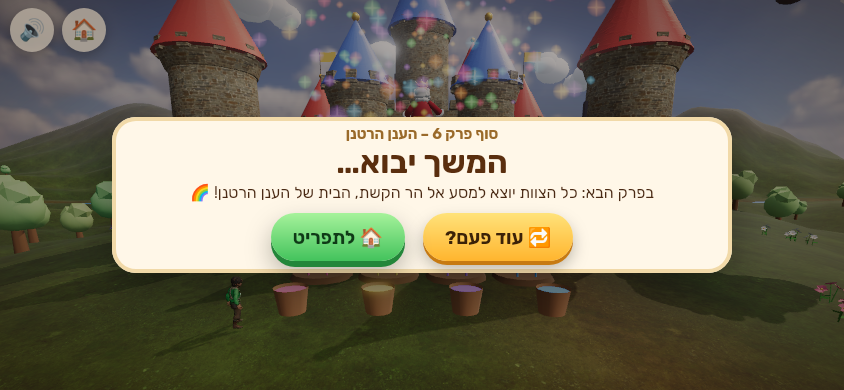 סוף פרק 6 – הענן הרטנן
המשך יבוא...
בפרק הבא: כל הצוות יוצא למסע אל הר הקשת, הבית של הענן הרטנן! 🌈
🔁 עוד פעם?
🏠 לתפריט